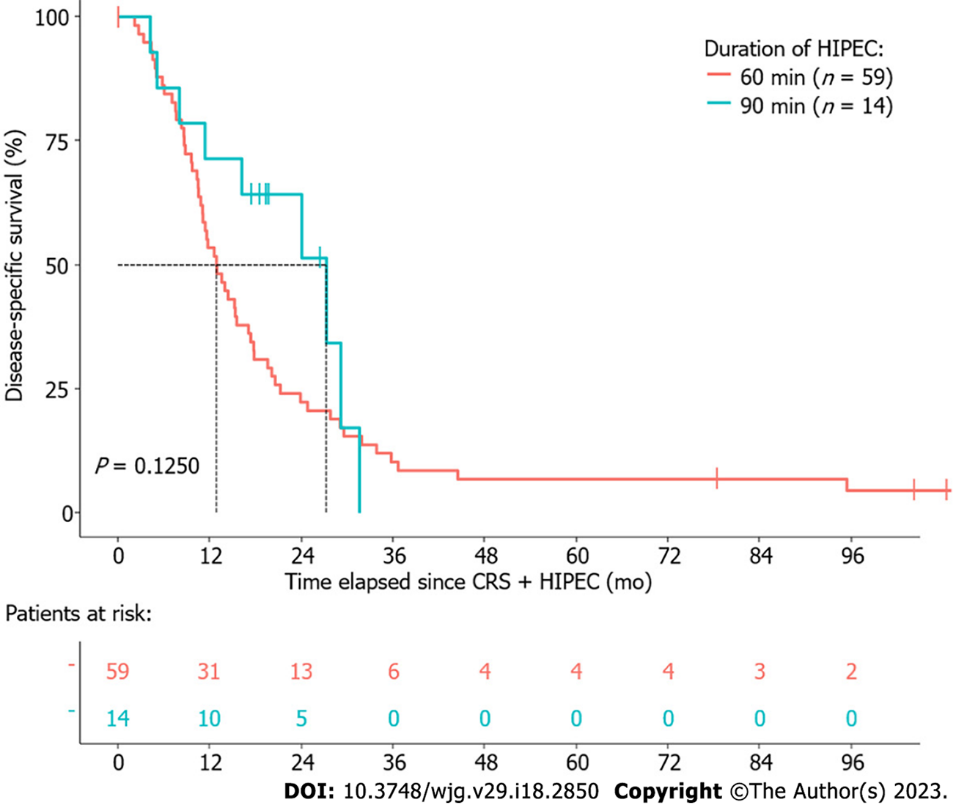 100
75
50
25
0
Disease-specific survival (%)
Duration of HIPEC:
60 min (n = 59)
90 min (n = 14)
P = 0.1250
0 12 24 36 48 60 72 84 96
Time elapsed since CRS + HIPEC (mo)
Patients at risk:
- 59 31 13 6 4 4 4 3 2
- 14 10 5 0 0 0 0 0 0
0 12 24 36 48 60 72 84 96
DOI: 10.3748/wjg.v29.i18.2850 Copyright ©The Author(s) 2023.